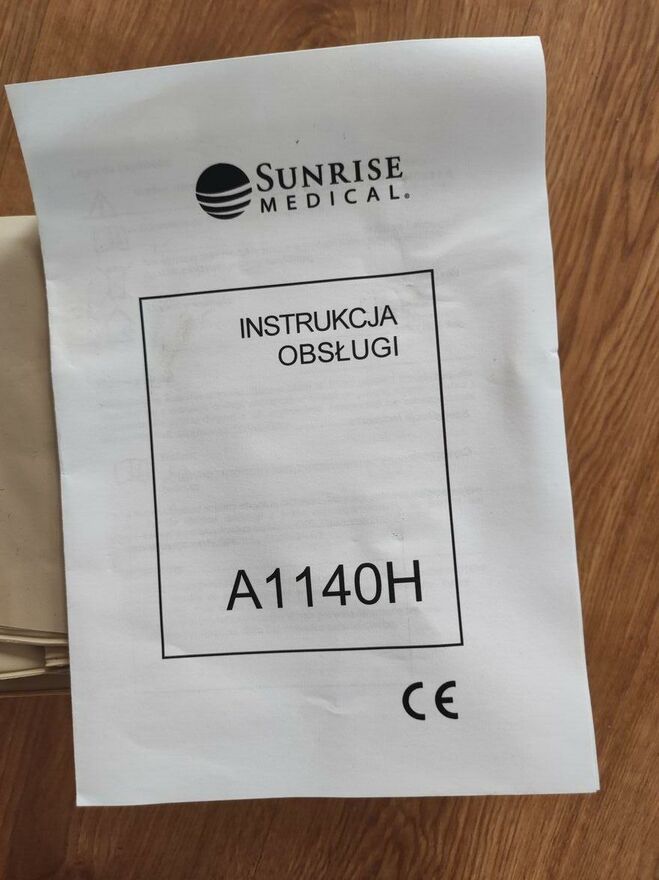 SUNRISE
MEDICAL®
INSTRUKCJA
OBSŁUGI
A1140H
CE